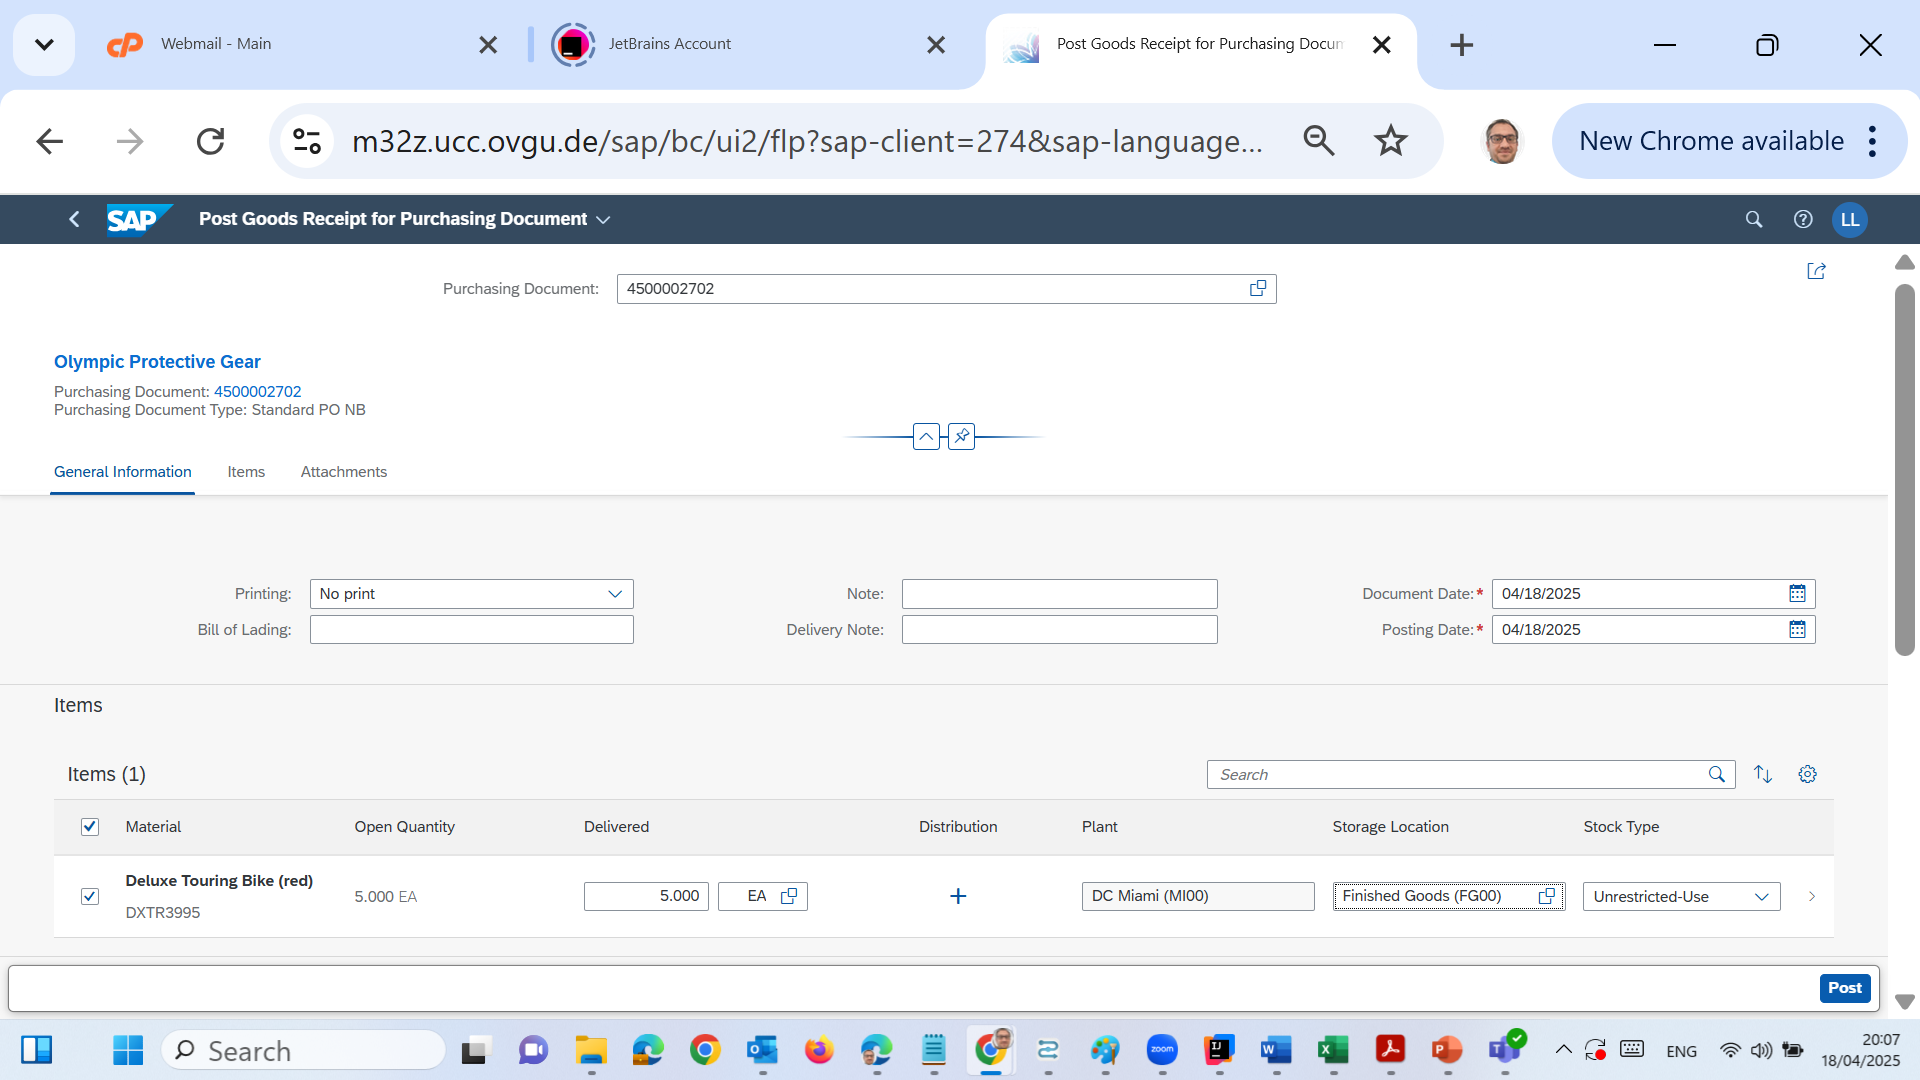 Webmail - Main
JetBrains Account
Post Goods Receipt for Purchasing Docum
m32z.ucc.ovgu.de/sap/bc/ui2/flp?sap-client=274&sap-language...
New Chrome available
SAP
Post Goods Receipt for Purchasing Document
LL
Purchasing Document: 4500002702
Olympic Protective Gear
Purchasing Document: 4500002702
Purchasing Document Type: Standard PO NB
General Information Items Attachments
Printing: No print
Note:
Document Date:* 04/18/2025
Bill of Lading:
Delivery Note:
Posting Date:* 04/18/2025
Items
Items (1)
Search
Material Open Quantity Delivered Distribution Plant Storage Location Stock Type
Deluxe Touring Bike (red)
DXTR3995
5.000 EA
5.000 EA
DC Miami (MI00)
Finished Goods (FG00)
Unrestricted-Use
Post
Search
zoom
ENG
20:07
18/04/2025